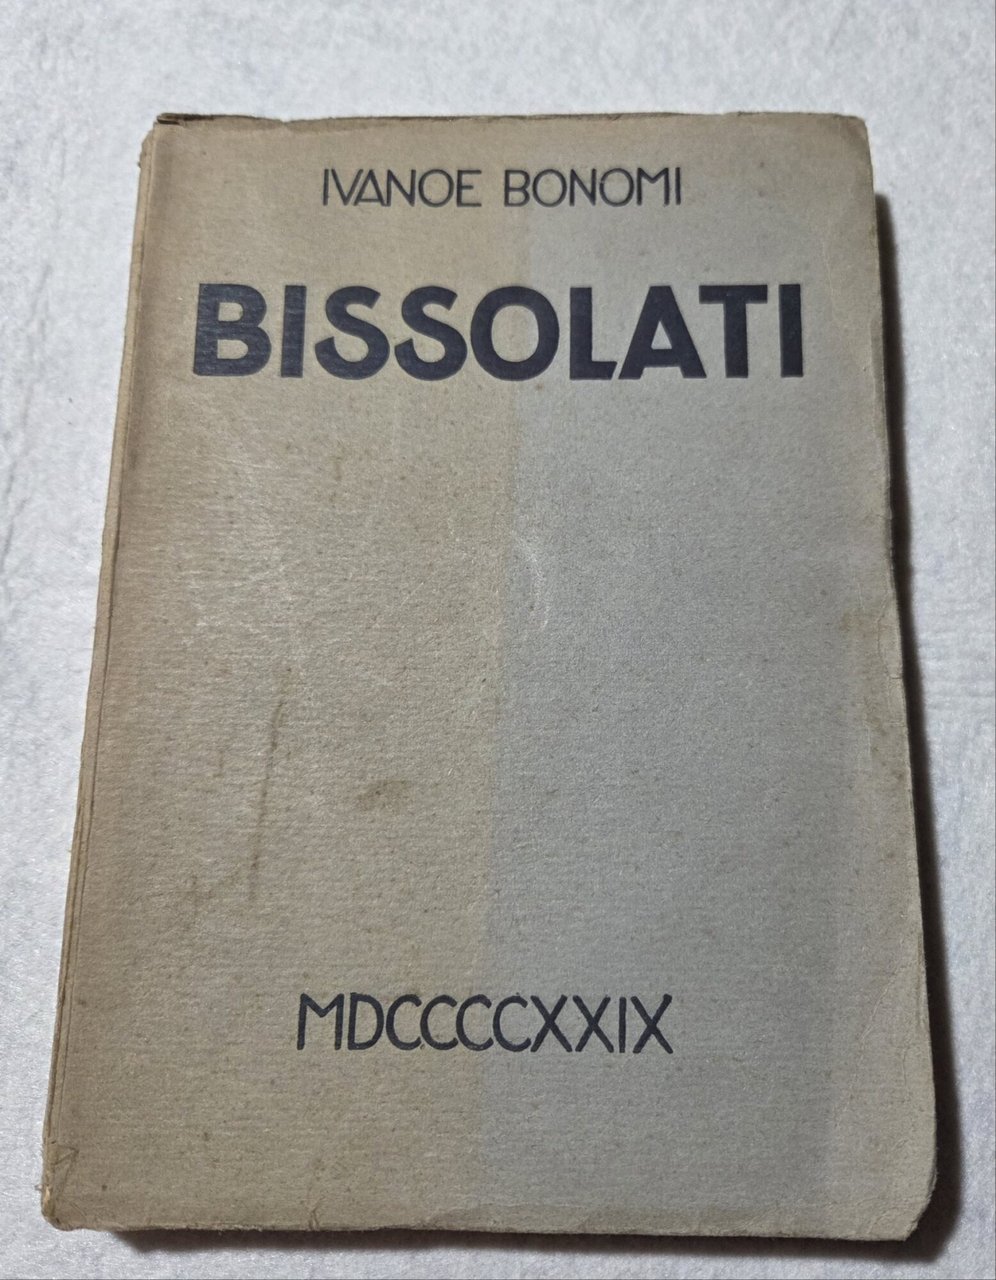 IVANOE BONOMI
BISSOLATI
MDCCCCXXIX